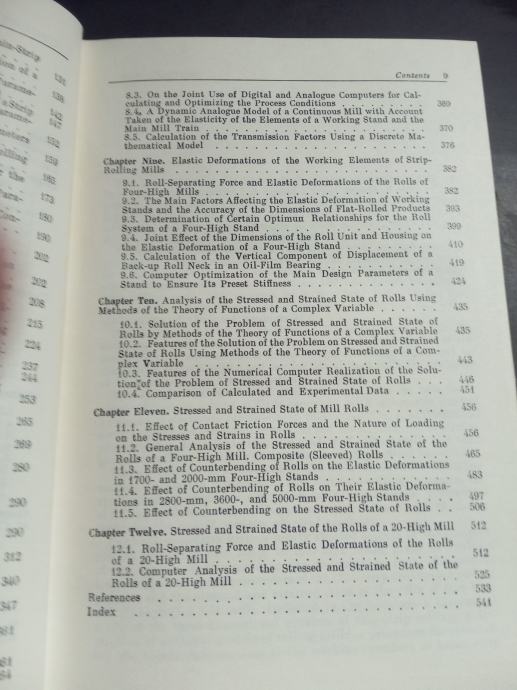 Contents 9
8.3. On the Joint Use of Digital and Analogue Computers for Cal-
culating and Optimizing the Process Conditions . . . . . . . . 369
8.4. A Dynamic Analogue Model of a Continuous Mill with Account
Taken of the Elasticity of the Elements of a Working Stand and the
Main Mill Train . . . . . . . . 370
8.5. Calculation of the Transmission Factors Using a Discrete Ma-
thematical Model . . . . . . . . 376
Chapter Nine. Elastic Deformations of the Working Elements of Strip-
Rolling Mills . . . . . . . . 382
9.1. Roll-Separating Force and Elastic Deformations of the Rolls of
Four-High Mills . . . . . . . . 382
9.2. The Main Factors Affecting the Elastic Deformation of Working
Stands and the Accuracy of the Dimensions of Flat-Rolled Products 393
9.3. Determination of Certain Optimum Relationships for the Roll
System of a Four-High Stand . . . . . . . . 399
9.4. Joint Effect of the Dimensions of the Roll Unit and Housing on
the Elastic Deformation of a Four-High Stand . . . . . . . . 410
9.5. Calculation of the Vertical Component of Displacement of a
Back-up Roll Neck in an Oil-Film Bearing . . . . . . . . 419
9.6. Computer Optimization of the Main Design Parameters of a
Stand to Ensure Its Preset Stiffness . . . . . . . . 424
Chapter Ten. Analysis of the Stressed and Strained State of Rolls Using
Methods of the Theory of Functions of a Complex Variable . . . . 435
10.1. Solution of the Problem of Stressed and Strained State of
Rolls by Methods of the Theory of Functions of a Complex Variable 435
10.2. Features of the Solution of the Problem on Stressed and Strained
State of Rolls Using Methods of the Theory of Functions of a Com-
plex Variable . . . . . . . . 443
10.3. Features of the Numerical Computer Realization of the Solu-
tion of the Problem of Stressed and Strained State of Rolls . . . 446
10.4. Comparison of Calculated and Experimental Data . . . . 451
Chapter Eleven. Stressed and Strained State of Mill Rolls . . . . . . . 456
11.1. Effect of Contact Friction Forces and the Nature of Loading
on the Stresses and Strains in Rolls . . . . . . . . 456
11.2. General Analysis of the Stressed and Strained State of the
Rolls of a Four-High Mill. Composite (Sleeved) Rolls . . . . . 465
11.3. Effect of Counterbending of Rolls on the Elastic Deformations
in 1700- and 2000-mm Four-High Stands . . . . . . . . 483
11.4. Effect of Counterbending of Rolls on Their Elastic Deforma-
tions in 2800-mm, 3600-, and 5000-mm Four-High Stands . . . . 497
11.5. Effect of Counterbending on the Stressed State of Rolls . . 506
Chapter Twelve. Stressed and Strained State of the Rolls of a 20-High Mill 512
12.1. Roll-Separating Force and Elastic Deformations of the Rolls
of a 20-High Mill . . . . . . . . 512
12.2. Computer Analysis of the Stressed and Strained State of the
Rolls of a 20-High Mill . . . . . . . . 525
References . . . . . . . . 533
Index . . . . . . . . 541